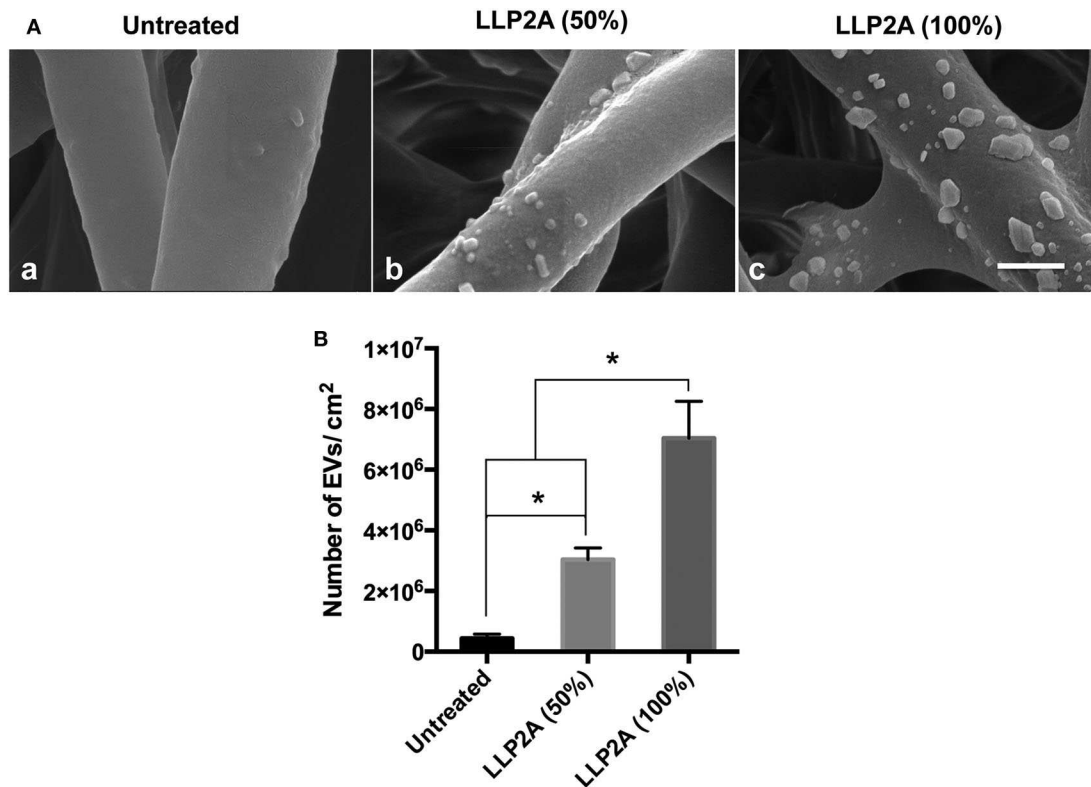 A
Untreated
LLP2A (50%)
LLP2A (100%)
a
b
c
B
1×10⁷
8×10⁶
6×10⁶
4×10⁶
2×10⁶
0
Number of EVs/ cm²
*
*
Untreated
LLP2A (50%)
LLP2A (100%)